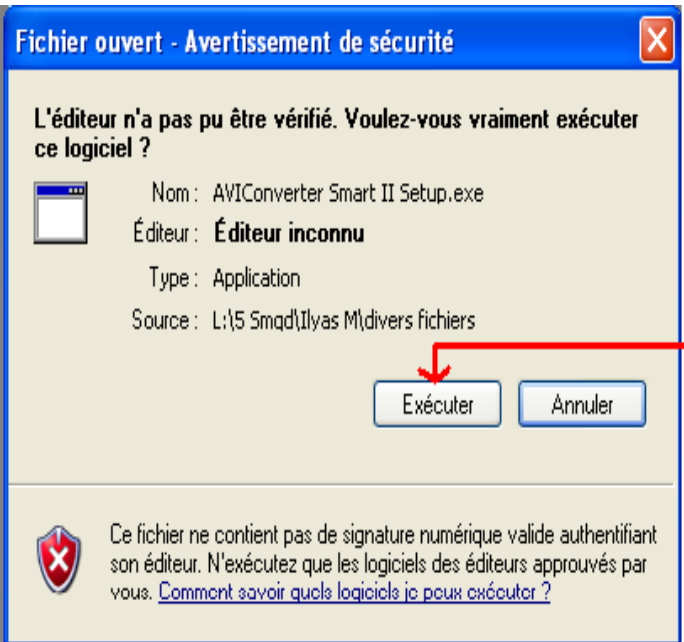 Fichier ouvert - Avertissement de sécurité
L'éditeur n'a pas pu être vérifié. Voulez-vous vraiment exécuter
ce logiciel ?
Nom : AVIConverter Smart II Setup.exe
Éditeur : Éditeur inconnu
Type : Application
Source : L:\5 Smqd\Ilyas M\divers fichiers
Exécuter Annuler
Ce fichier ne contient pas de signature numérique valide authentifiant
son éditeur. N'exécutez que les logiciels des éditeurs approuvés par
vous. Comment savoir quels logiciels je peux exécuter ?